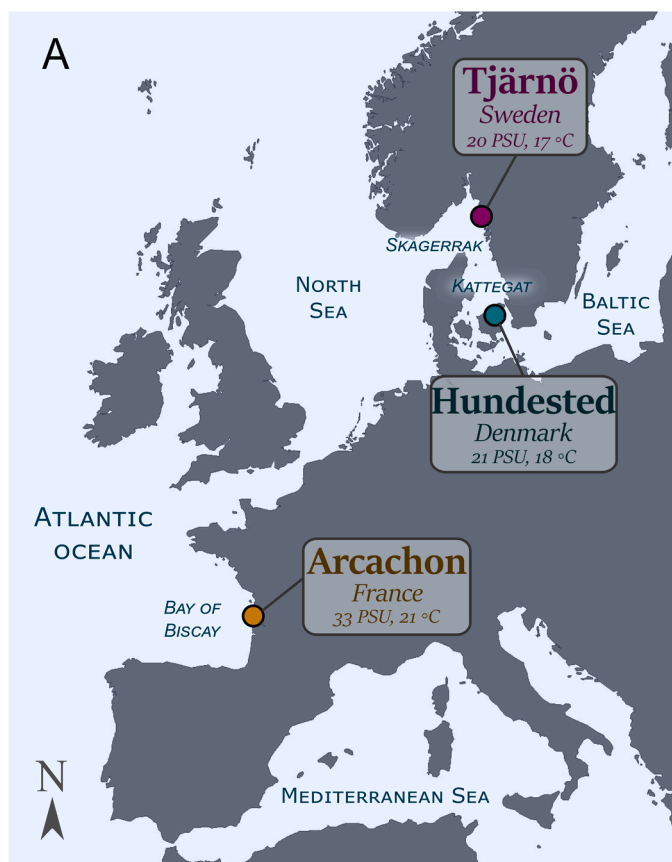 A
Tjärnö
Sweden
20 PSU, 17 °C
Skagerrak
Kattegat
North
Sea
Baltic
Sea
Hundested
Denmark
21 PSU, 18 °C
Atlantic
ocean
Arcachon
France
33 PSU, 21 °C
Bay of
Biscay
N
Mediterranean Sea